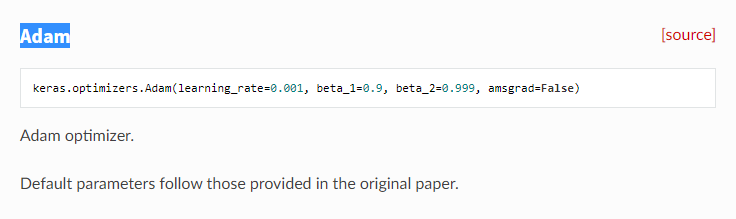 Adam
[source]
keras.optimizers.Adam(learning_rate=0.001, beta_1=0.9, beta_2=0.999, amsgrad=False)
Adam optimizer.
Default parameters follow those provided in the original paper.